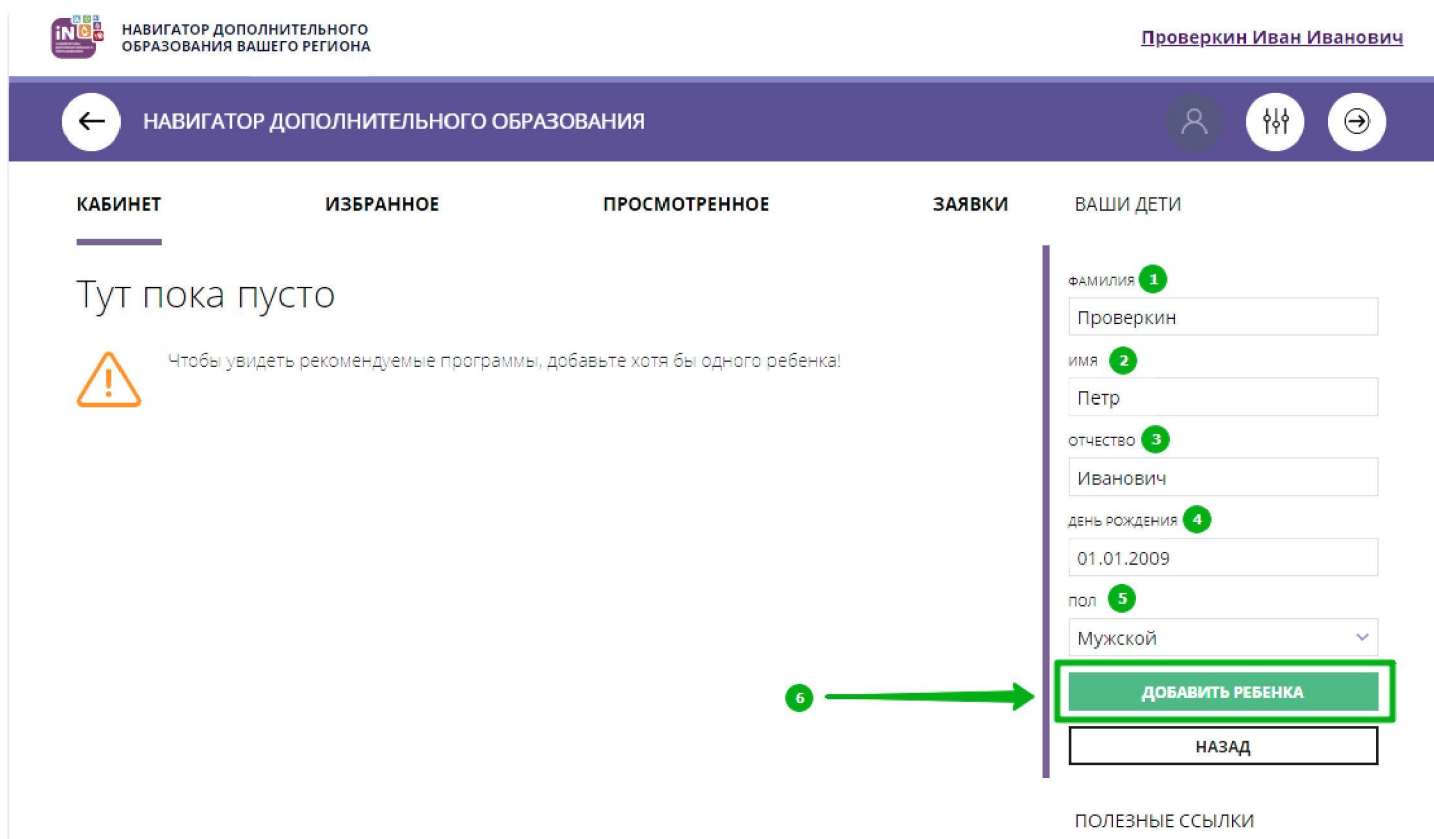 НАВИГАТОР ДОПОЛНИТЕЛЬНОГО
ОБРАЗОВАНИЯ ВАШЕГО РЕГИОНА
Проверкин Иван Иванович
НАВИГАТОР ДОПОЛНИТЕЛЬНОГО ОБРАЗОВАНИЯ
КАБИНЕТ ИЗБРАННОЕ ПРОСМОТРЕННОЕ ЗАЯВКИ
Тут пока пусто
Чтобы увидеть рекомендуемые программы, добавьте хотя бы одного ребенка!
ВАШИ ДЕТИ
ФАМИЛИЯ 1
Проверкин
ИМЯ 2
Петр
ОТЧЕСТВО 3
Иванович
ДЕНЬ РОЖДЕНИЯ 4
01.01.2009
ПОЛ 5
Мужской
6
ДОБАВИТЬ РЕБЕНКА
НАЗАД
ПОЛЕЗНЫЕ ССЫЛКИ